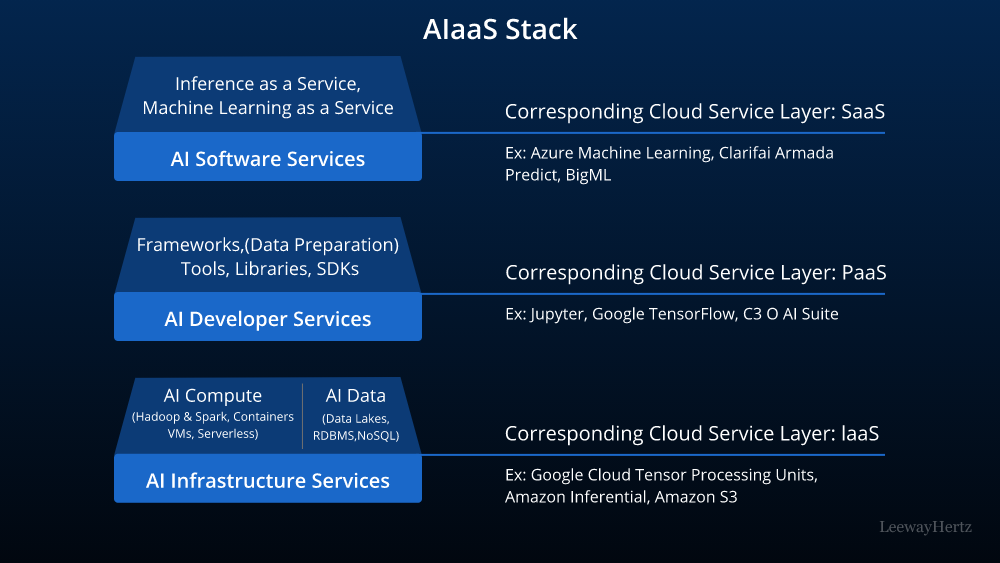 AIaaS Stack
Inference as a Service,
Machine Learning as a Service
AI Software Services
Corresponding Cloud Service Layer: SaaS
Ex: Azure Machine Learning, Clarifai Armada
Predict, BigML
Frameworks,(Data Preparation)
Tools, Libraries, SDKs
AI Developer Services
Corresponding Cloud Service Layer: PaaS
Ex: Jupyter, Google TensorFlow, C3 O AI Suite
AI Compute
(Hadoop & Spark, Containers
VMs, Serverless)
AI Data
(Data Lakes,
RDBMS,NoSQL)
AI Infrastructure Services
Corresponding Cloud Service Layer: laaS
Ex: Google Cloud Tensor Processing Units,
Amazon Inferential, Amazon S3
LeewayHertz